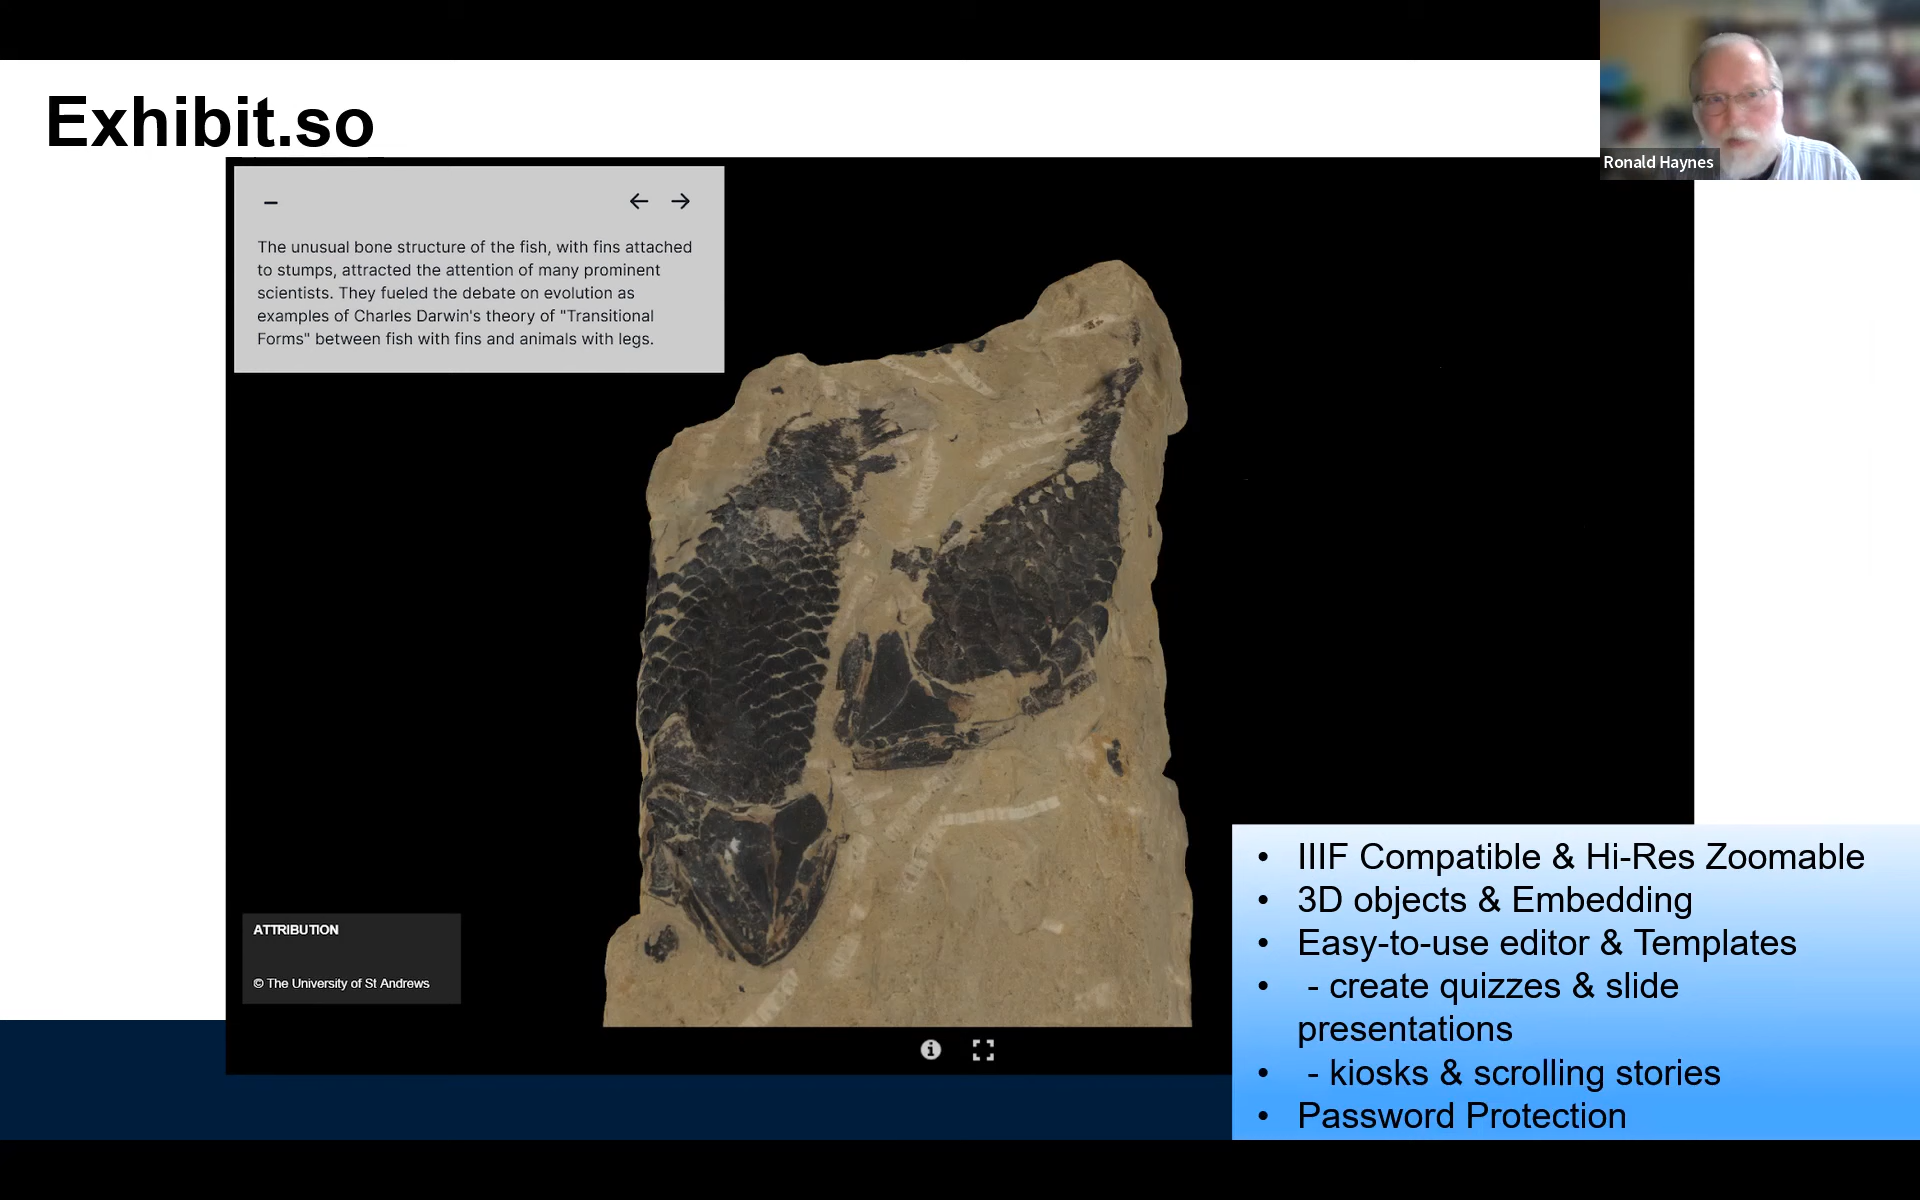 Exhibit.so
Ronald Haynes
The unusual bone structure of the fish, with fins attached
to stumps, attracted the attention of many prominent
scientists. They fueled the debate on evolution as
examples of Charles Darwin's theory of "Transitional
Forms" between fish with fins and animals with legs.
ATTRIBUTION
© The University of St Andrews
• IIIF Compatible & Hi-Res Zoomable
• 3D objects & Embedding
• Easy-to-use editor & Templates
• - create quizzes & slide
presentations
• - kiosks & scrolling stories
• Password Protection